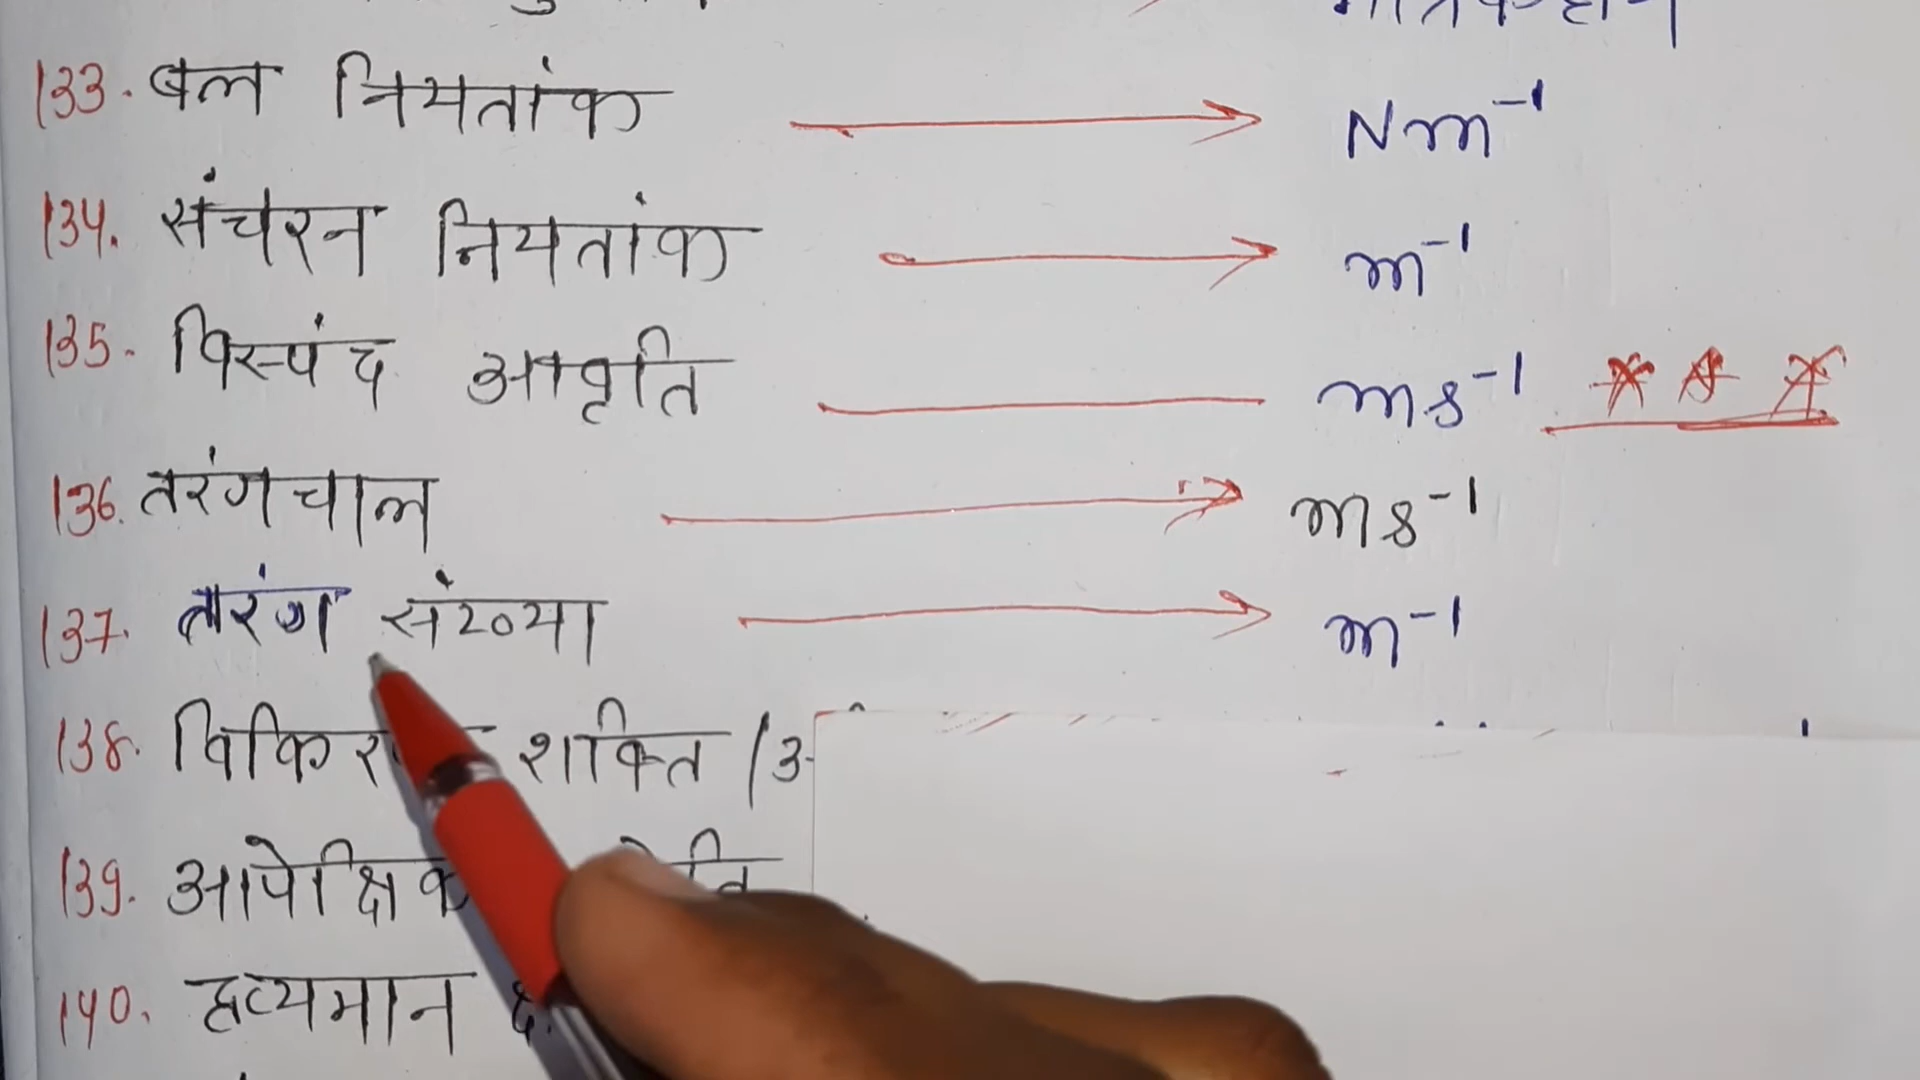 133. बल नियतांक Nm⁻¹
134. संचरन नियतांक m⁻¹
135. विस्पंद आवृति ms⁻¹
136. तरंग चाल ms⁻¹
137. तारंग संख्या m⁻¹
138. शक्ति
139. आपेक्षिक
140. द्रव्यमान